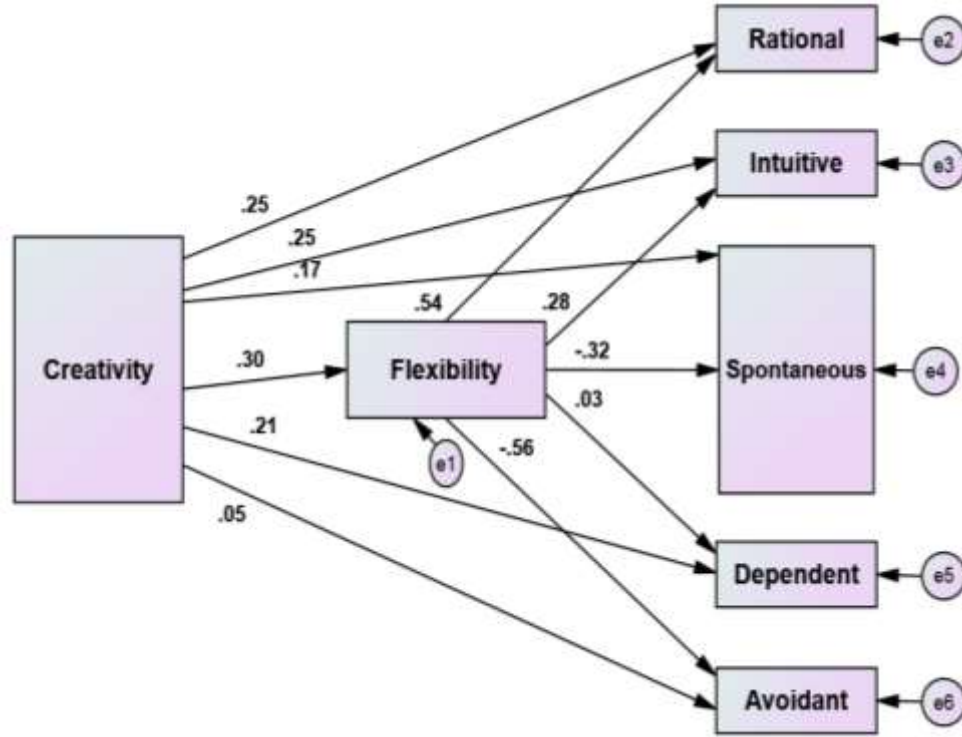 Rational
e2
Intuitive
e3
.25
.25
.17
.54
.28
Creativity
.30
Flexibility
-.32
Spontaneous
e4
.03
.21
-.56
e1
.05
Dependent
e5
Avoidant
e6